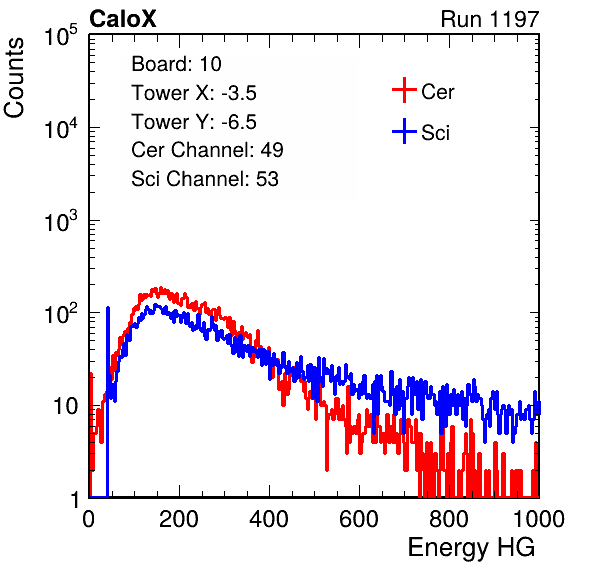 CaloX Run 1197
Counts
Board: 10
Tower X: -3.5
Tower Y: -6.5
Cer Channel: 49
Sci Channel: 53
Cer
Sci
10^5
10^4
10^3
10^2
10
1
0 200 400 600 800 1000
Energy HG